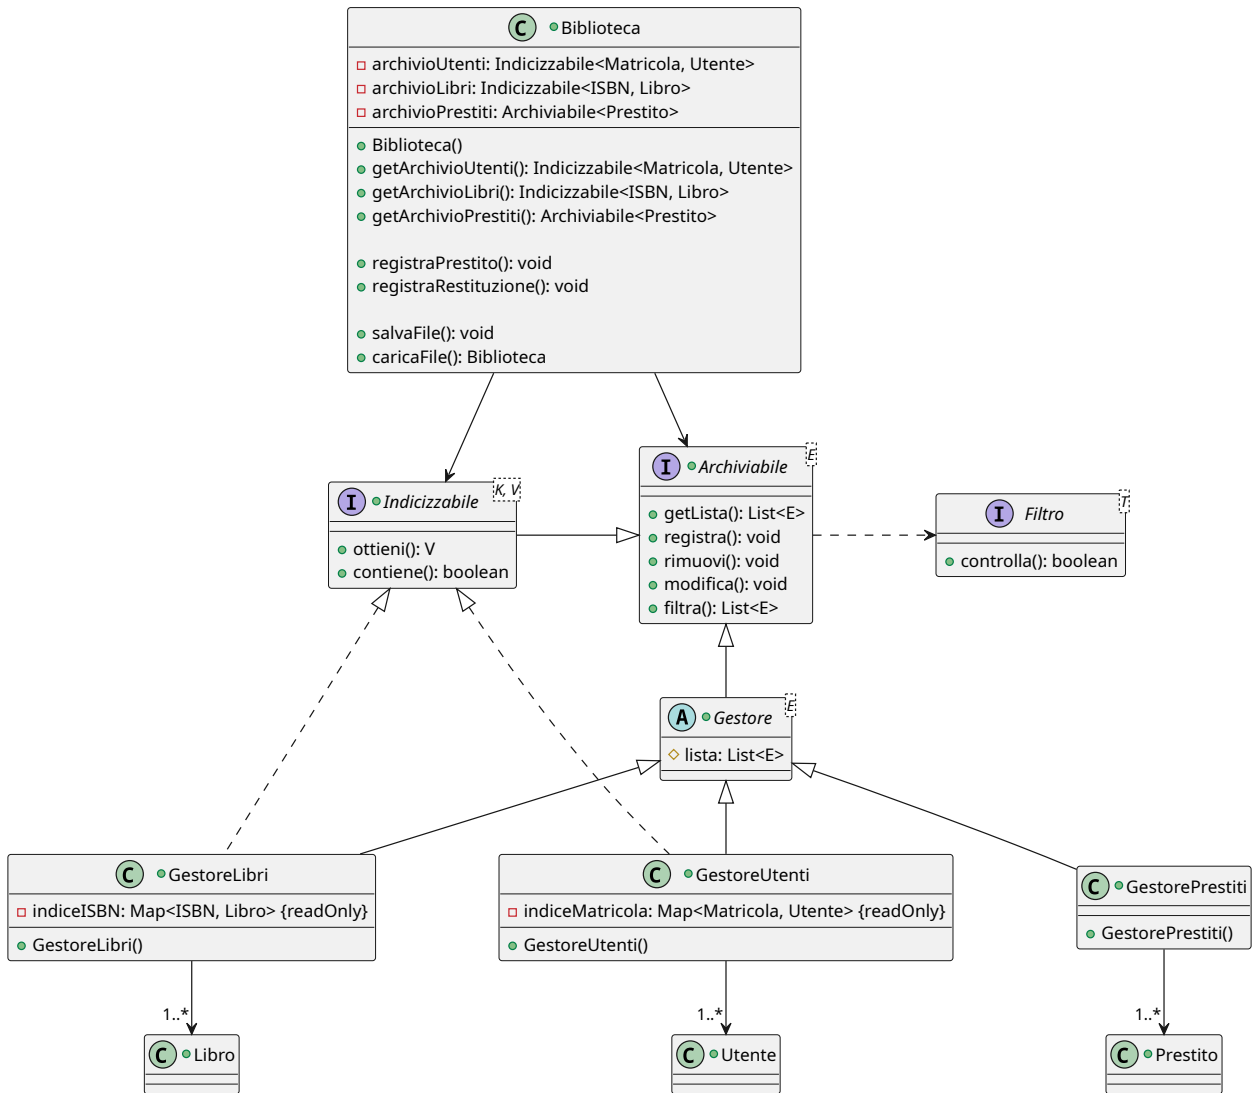 C Biblioteca
archivioUtenti: Indicizzabile<Matricola, Utente>
archivioLibri: Indicizzabile<ISBN, Libro>
archivioPrestiti: Archiviabile<Prestito>
Biblioteca()
getArchivioUtenti(): Indicizzabile<Matricola, Utente>
getArchivioLibri(): Indicizzabile<ISBN, Libro>
getArchivioPrestiti(): Archiviabile<Prestito>
registraPrestito(): void
registraRestituzione(): void
salvaFile(): void
caricaFile(): Biblioteca
I Indicizzabile K, V
ottieni(): V
contiene(): boolean
I Archiviabile E
getLista(): List<E>
registra(): void
rimuovi(): void
modifica(): void
filtra(): List<E>
I Filtro T
controlla(): boolean
A Gestore E
lista: List<E>
C GestoreLibri
indiceISBN: Map<ISBN, Libro> {readOnly}
GestoreLibri()
C GestoreUtenti
indiceMatricola: Map<Matricola, Utente> {readOnly}
GestoreUtenti()
C GestorePrestiti
GestorePrestiti()
1..*
1..*
1..*
C Libro
C Utente
C Prestito